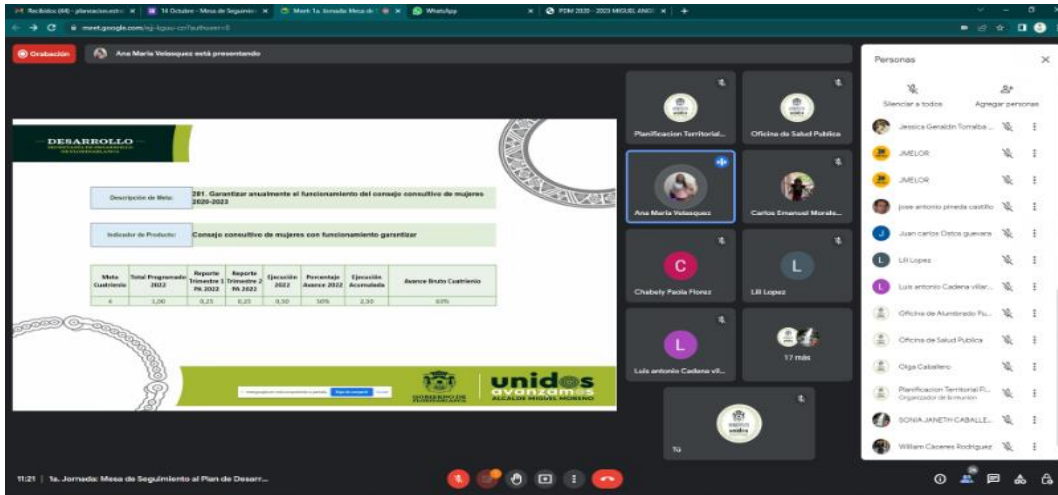 Recibidos (44) - planeacion.estra
14 Octubre - Mesa de Seguimie
Meet: 1a. Jornada: Mesa de
WhatsApp
PDM 2020 - 2023 MIGUEL ANGE
meet.google.com
Grabación
Ana María Velasquez está presentando
Personas
Silenciar a todos
Agregar personas
Jessica Geraldin Torralba ...
JMELOR
JMELOR
jose antonio pineda castillo
Juan carlos Ostos guevara
Lili Lopez
Luis antonio Cadena villar...
Oficina de Alumbrado Pu...
Oficina de Salud Publica
Olga Caballero
Planificacion Territorial Fl...
Organizador de la reunión
SONIA JANETH CABALLE...
William Caceres Rodriguez
DESARROLLO
Descripción de Meta:
281. Garantizar anualmente el funcionamiento del consejo consultivo de mujeres 2020-2023
Indicador de Producto:
Consejo consultivo de mujeres con funcionamiento garantizar
Meta Cuatrienio
Total Programado 2022
Reporte Trimestre 1 PA 2022
Reporte Trimestre 2 PA 2022
Ejecución 2022
Porcentaje Avance 2022
Ejecución Acumulada
Avance Bruto Cuatrienio
4
1,00
0,25
0,25
0,50
50%
2,50
63%
GOBIERNO DE
FLORIDABLANCA
unidos
avanzamos
ALCALDE MIGUEL MORENO
Planificacion Territorial...
Oficina de Salud Publica
Ana María Velasquez
Carlos Emanuel Morale...
C
Chabely Paola Florez
L
Lili Lopez
L
Luis antonio Cadena vil...
17 más
Tú
11:21
1a. Jornada: Mesa de Seguimiento al Plan de Desarr...